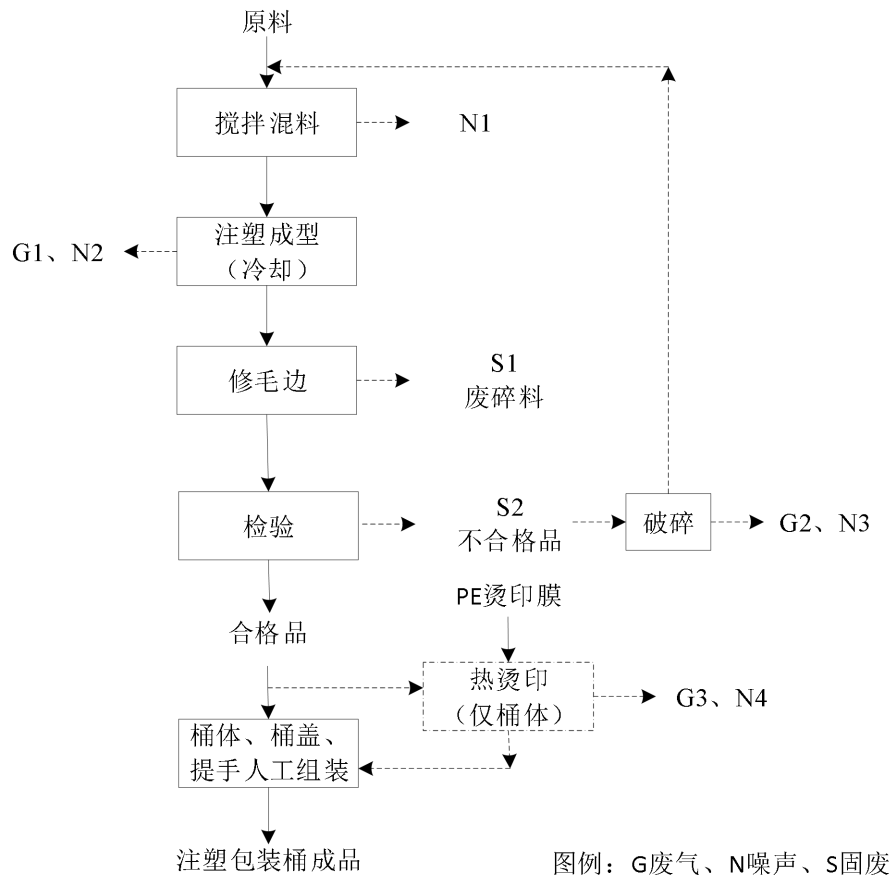 原料
搅拌混料
N1
注塑成型
（冷却）
G1、N2
修毛边
S1
废碎料
检验
S2
不合格品
破碎
G2、N3
合格品
PE烫印膜
热烫印
（仅桶体）
G3、N4
桶体、桶盖、
提手人工组装
注塑包装桶成品
图例：G废气、N噪声、S固废